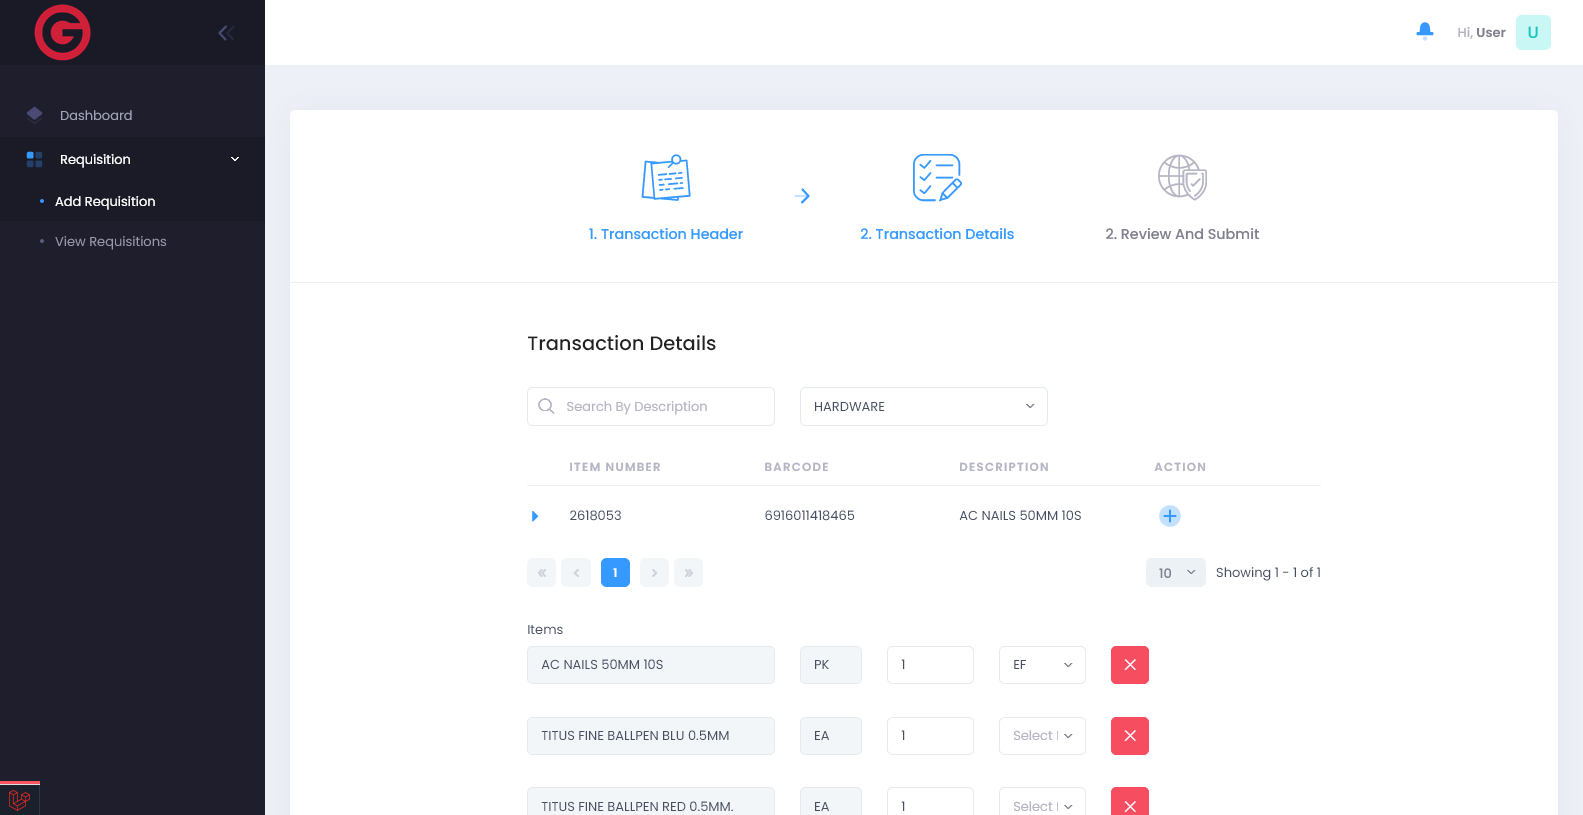 Hi, User
U
Dashboard
Requisition
Add Requisition
View Requisitions
1. Transaction Header
2. Transaction Details
2. Review And Submit
Transaction Details
Search By Description
HARDWARE
ITEM NUMBER BARCODE DESCRIPTION ACTION
2618053 6916011418465 AC NAILS 50MM 10S
1
10 Showing 1 - 1 of 1
Items
AC NAILS 50MM 10S PK 1 EF
TITUS FINE BALLPEN BLU 0.5MM EA 1 Select
TITUS FINE BALLPEN RED 0.5MM. EA 1 Select